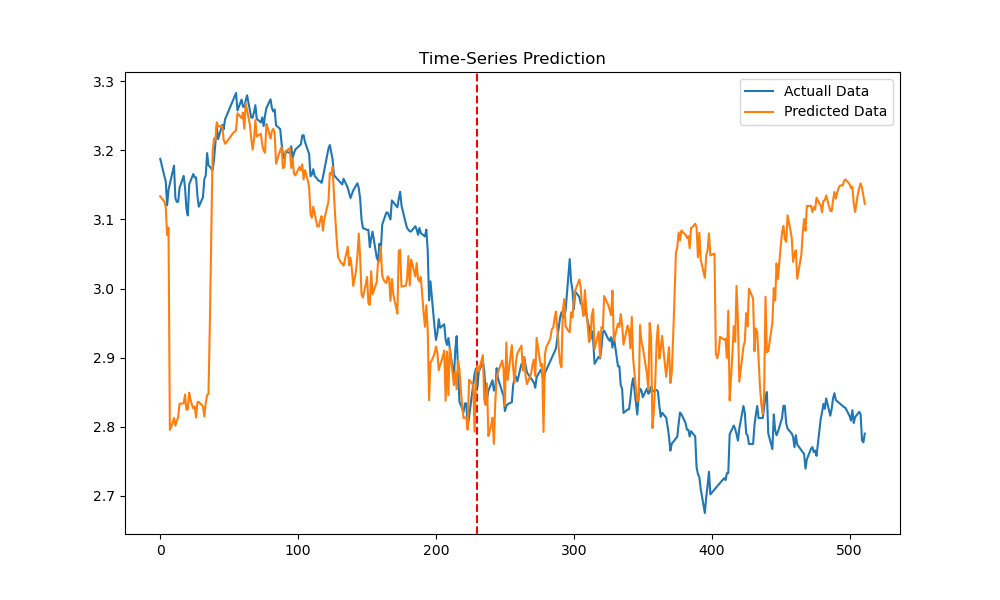 Time-Series Prediction
Actuall Data
Predicted Data
3.3
3.2
3.1
3.0
2.9
2.8
2.7
0 100 200 300 400 500